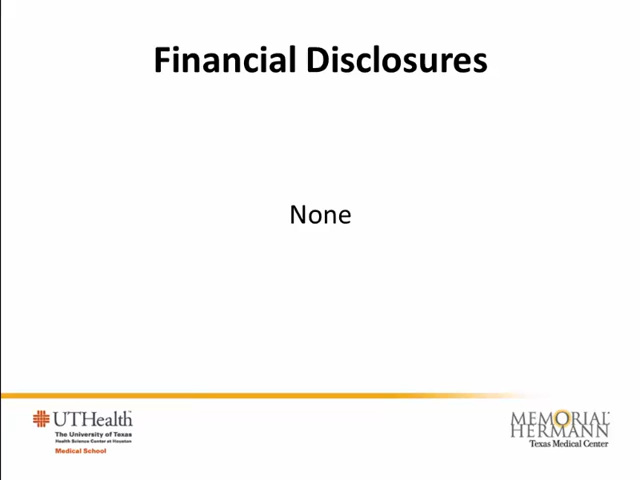 Financial Disclosures
None
UTHealth
The University of Texas
Health Science Center at Houston
Medical School
MEMORIAL
HERMANN
Texas Medical Center